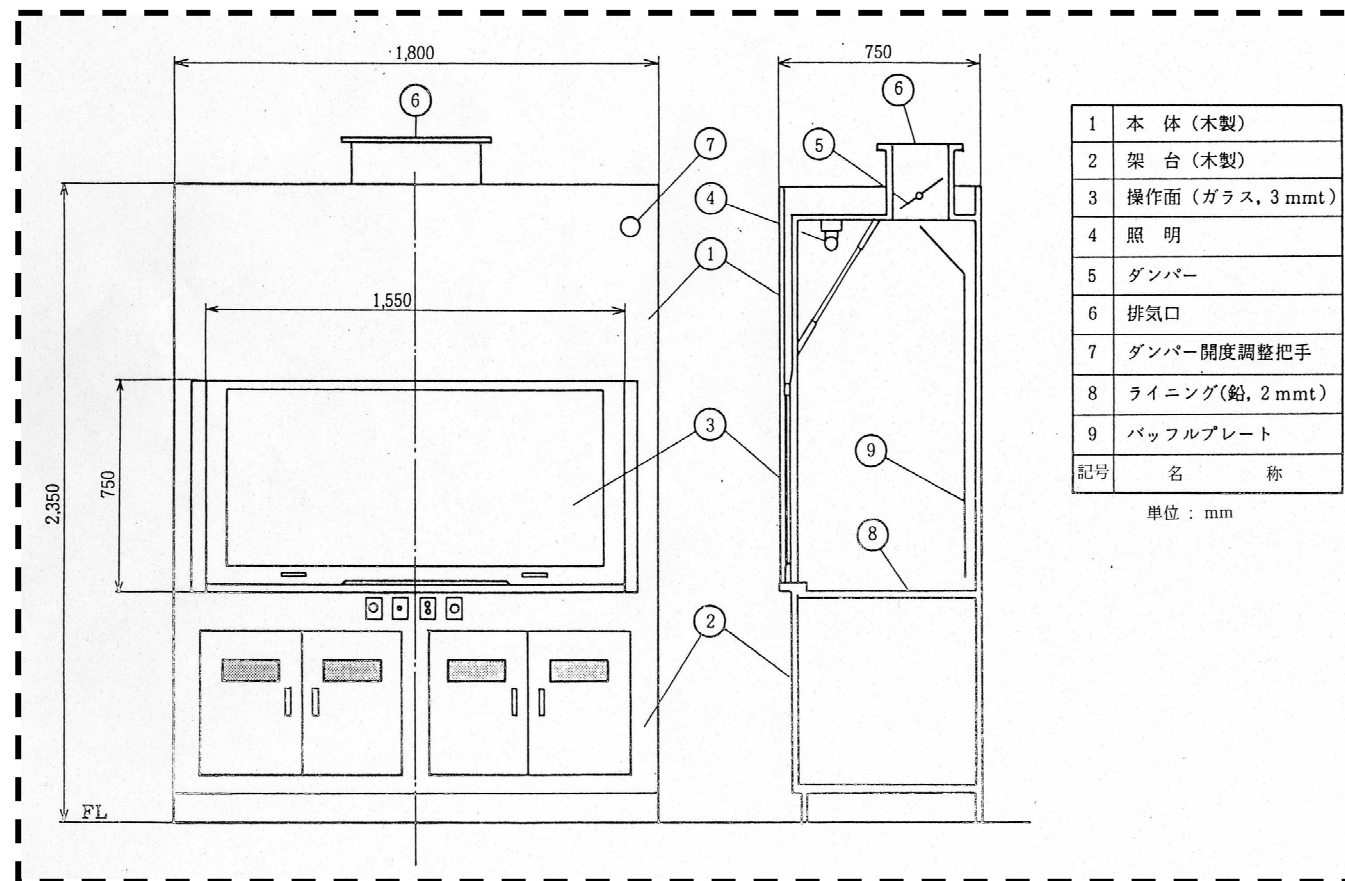 1,800
750
⑥
⑥
⑦
⑤
④
①
1,550
2,350
750
③
⑨
⑧
②
FL
1 本 体 (木製)
2 架 台 (木製)
3 操作面 (ガラス, 3 mmt)
4 照 明
5 ダンパー
6 排気口
7 ダンパー開度調整把手
8 ライニング(鉛, 2 mmt)
9 バッフルプレート
記号 名 称
単位 : mm